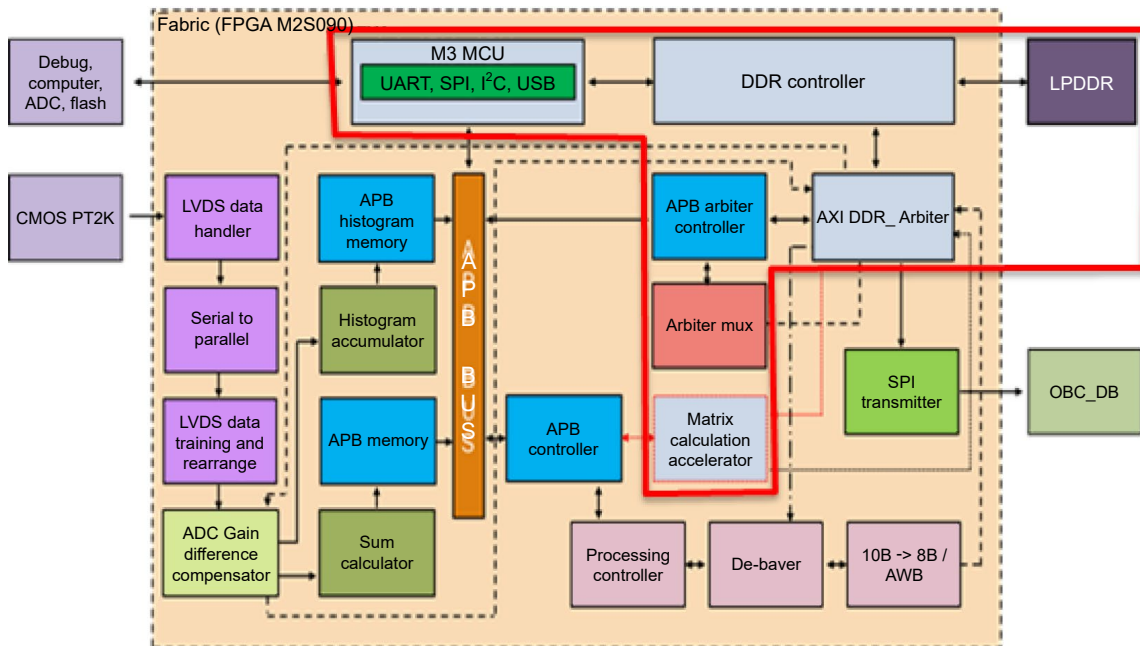 Fabric (FPGA M2S090)
Debug,
computer,
ADC, flash
M3 MCU
UART, SPI, I²C, USB
DDR controller
LPDDR
CMOS PT2K
LVDS data
handler
APB
histogram
memory
APB BUS
APB arbiter
controller
AXI DDR_ Arbiter
Serial to
parallel
Histogram
accumulator
Arbiter mux
SPI
transmitter
OBC_DB
LVDS data
training and
rearrange
APB memory
APB
controller
Matrix
calculation
accelerator
ADC Gain
difference
compensator
Sum
calculator
Processing
controller
De-baver
10B -> 8B /
AWB